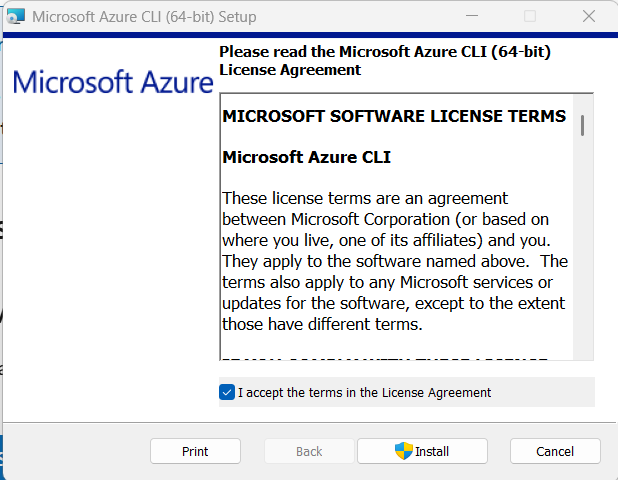 Microsoft Azure CLI (64-bit) Setup
Please read the Microsoft Azure CLI (64-bit)
License Agreement
Microsoft Azure
MICROSOFT SOFTWARE LICENSE TERMS
Microsoft Azure CLI
These license terms are an agreement
between Microsoft Corporation (or based on
where you live, one of its affiliates) and you.
They apply to the software named above.  The
terms also apply to any Microsoft services or
updates for the software, except to the extent
those have different terms.
I accept the terms in the License Agreement
Print
Back
Install
Cancel